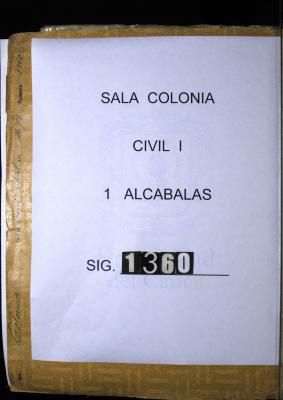 SALA COLONIA
CIVIL I
1 ALCABALAS
SIG. 1360